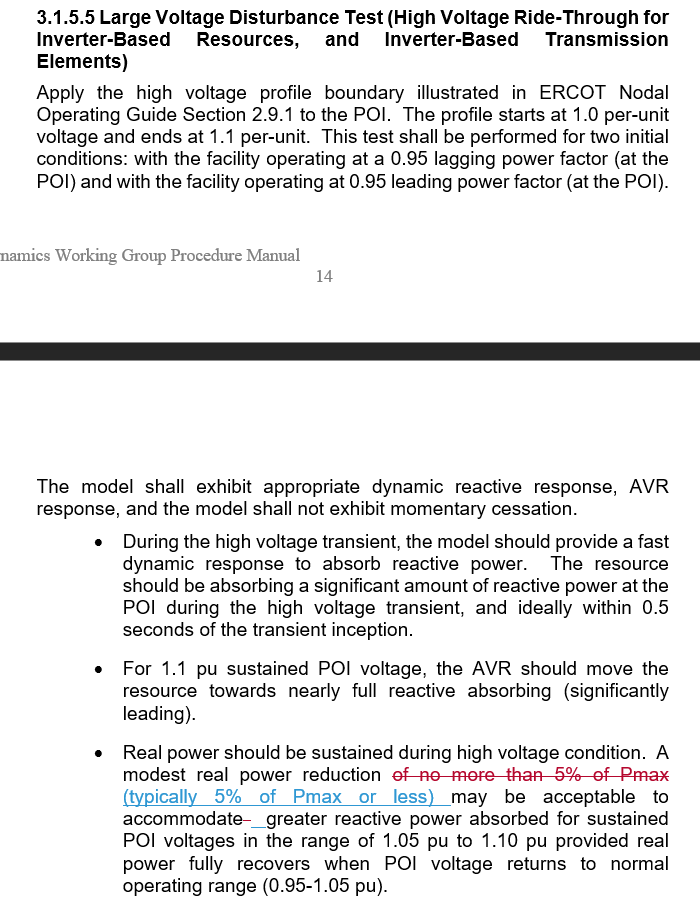 3.1.5.5 Large Voltage Disturbance Test (High Voltage Ride-Through for
Inverter-Based Resources, and Inverter-Based Transmission
Elements)
Apply the high voltage profile boundary illustrated in ERCOT Nodal
Operating Guide Section 2.9.1 to the POI. The profile starts at 1.0 per-unit
voltage and ends at 1.1 per-unit. This test shall be performed for two initial
conditions: with the facility operating at a 0.95 lagging power factor (at the
POI) and with the facility operating at 0.95 leading power factor (at the POI).
namics Working Group Procedure Manual
14
The model shall exhibit appropriate dynamic reactive response, AVR
response, and the model shall not exhibit momentary cessation.
• During the high voltage transient, the model should provide a fast
dynamic response to absorb reactive power. The resource
should be absorbing a significant amount of reactive power at the
POI during the high voltage transient, and ideally within 0.5
seconds of the transient inception.
• For 1.1 pu sustained POI voltage, the AVR should move the
resource towards nearly full reactive absorbing (significantly
leading).
• Real power should be sustained during high voltage condition. A
modest real power reduction of no more than 5% of Pmax
(typically 5% of Pmax or less) may be acceptable to
accommodate- greater reactive power absorbed for sustained
POI voltages in the range of 1.05 pu to 1.10 pu provided real
power fully recovers when POI voltage returns to normal
operating range (0.95-1.05 pu).